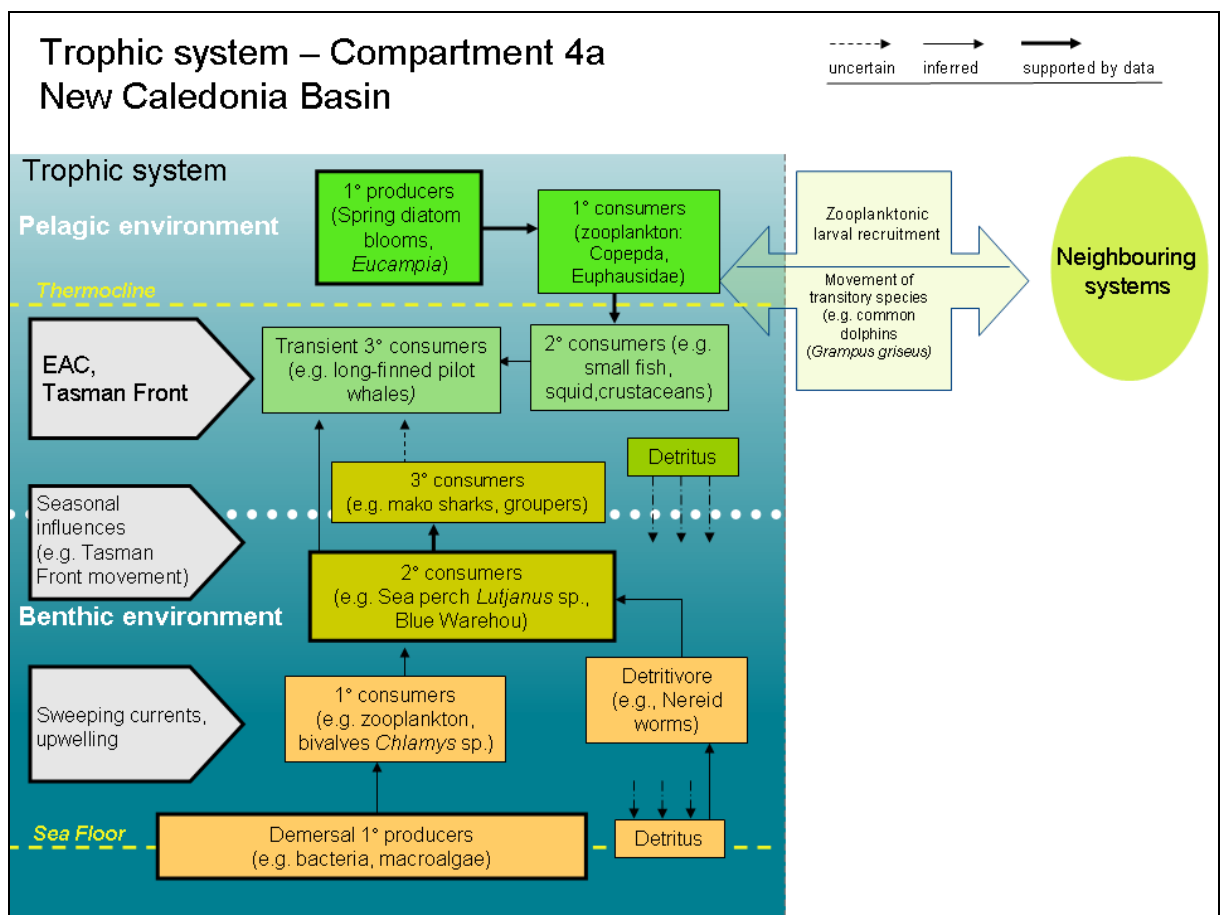 Trophic system – Compartment 4a
New Caledonia Basin
uncertain
inferred
supported by data
Trophic system
Pelagic environment
1° producers
(Spring diatom
blooms,
Eucampia)
1° consumers
(zooplankton:
Copepda,
Euphausidae)
Zooplanktonic
larval recruitment
Movement of
transitory species
(e.g. common
dolphins
(Grampus griseus)
Neighbouring
systems
Thermocline
EAC,
Tasman Front
Transient 3° consumers
(e.g. long-finned pilot
whales)
2° consumers (e.g.
small fish,
squid,crustaceans)
Detritus
3° consumers
(e.g. mako sharks, groupers)
Seasonal
influences
(e.g. Tasman
Front movement)
2° consumers
(e.g. Sea perch Lutjanus sp.,
Blue Warehou)
Benthic environment
Sweeping currents,
upwelling
1° consumers
(e.g. zooplankton,
bivalves Chlamys sp.)
Detritivore
(e.g., Nereid
worms)
Sea Floor
Demersal 1° producers
(e.g. bacteria, macroalgae)
Detritus